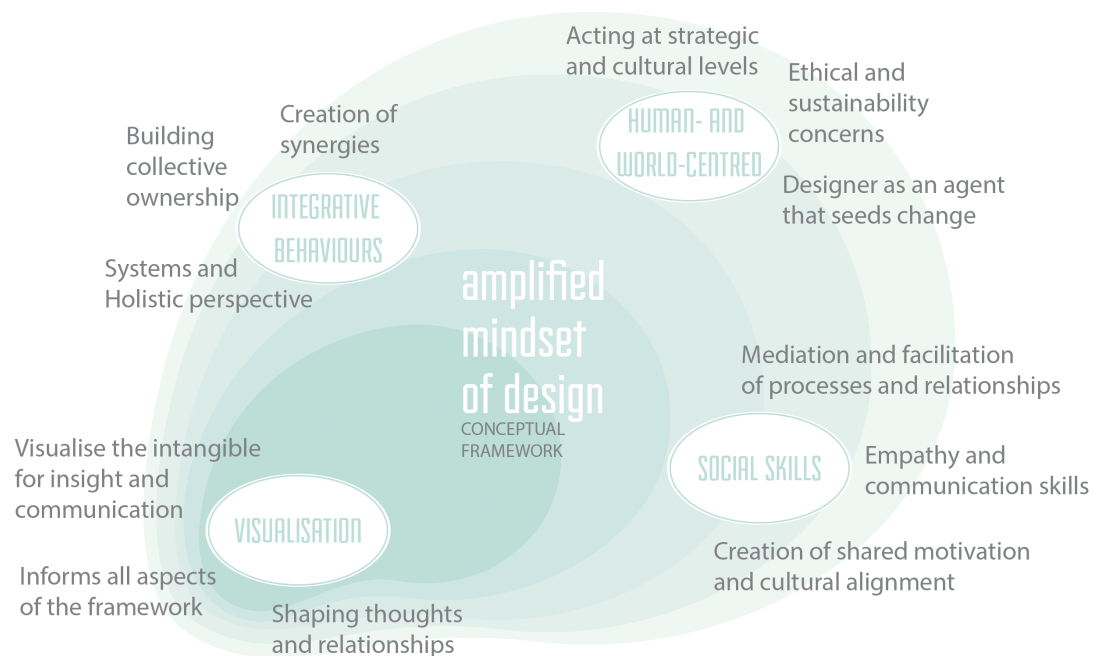 Acting at strategic
and cultural levels
HUMAN- AND
WORLD-CENTRED
Ethical and
sustainability
concerns
Designer as an agent
that seeds change
Creation of
synergies
Building
collective
ownership
INTEGRATIVE
BEHAVIOURS
Systems and
Holistic perspective
amplified
mindset
of design
CONCEPTUAL
FRAMEWORK
Mediation and facilitation
of processes and relationships
SOCIAL SKILLS
Empathy and
communication skills
Creation of shared motivation
and cultural alignment
Visualise the intangible
for insight and
communication
VISUALISATION
Informs all aspects
of the framework
Shaping thoughts
and relationships